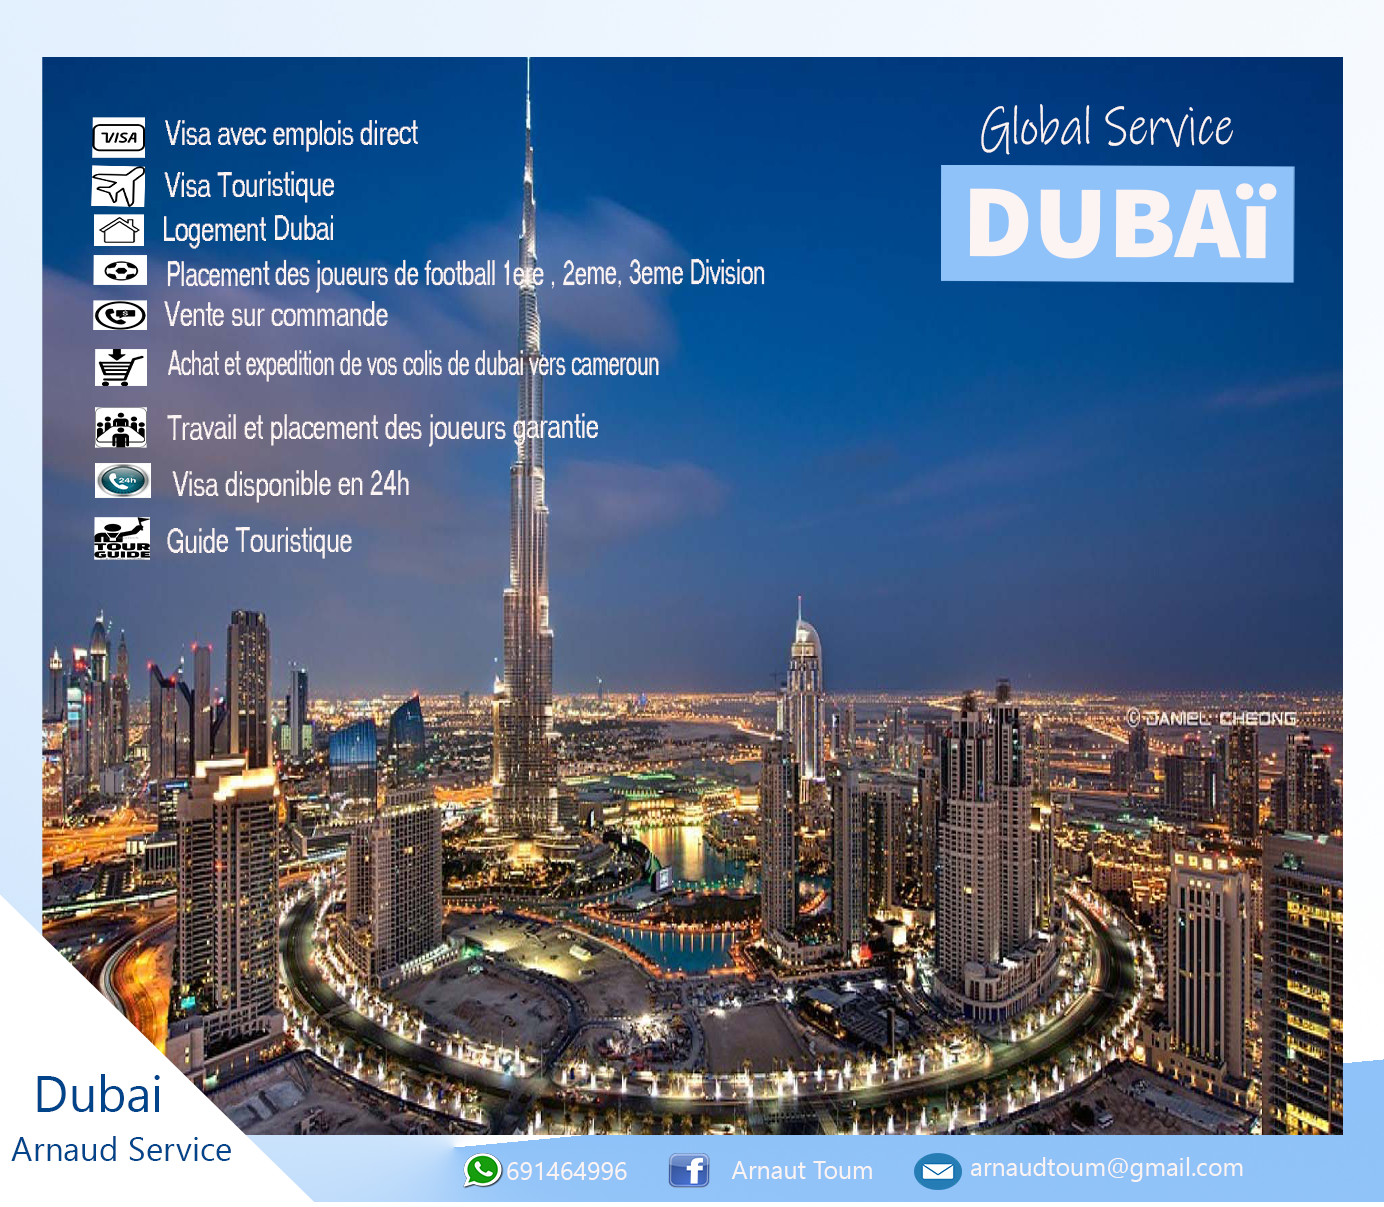 Global Service
DUBAï
VISA
Visa avec emplois direct
Visa Touristique
Logement Dubai
Placement des joueurs de football 1ere , 2eme, 3eme Division
Vente sur commande
Achat et expedition de vos colis de dubai vers cameroun
Travail et placement des joueurs garantie
24h
Visa disponible en 24h
TOUR
GUIDE
Guide Touristique
© DANIEL CHEONG
Dubai
Arnaud Service
691464996
Arnaut Toum
arnaudtoum@gmail.com